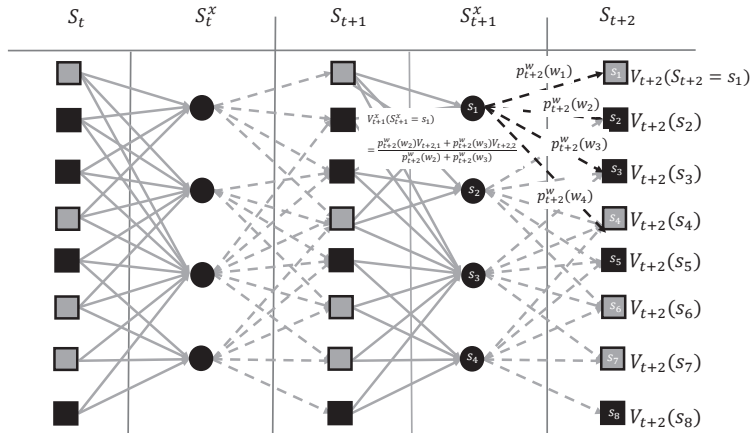 S_t S_t^x S_{t+1} S_{t+1}^x S_{t+2}
p_{t+2}^w(w_1)
s_1 V_{t+2}(S_{t+2} = s_1)
s_1
p_{t+2}^w(w_2)
s_2 V_{t+2}(s_2)
V_{t+1}^x(S_{t+1}^x = s_1)
= \frac{p_{t+2}^w(w_2)V_{t+2,1} + p_{t+2}^w(w_3)V_{t+2,2}}{p_{t+2}^w(w_2) + p_{t+2}^w(w_3)}
p_{t+2}^w(w_3)
s_3 V_{t+2}(s_3)
s_2
p_{t+2}^w(w_4)
s_4 V_{t+2}(s_4)
s_5 V_{t+2}(s_5)
s_3
s_6 V_{t+2}(s_6)
s_4
s_7 V_{t+2}(s_7)
s_8 V_{t+2}(s_8)